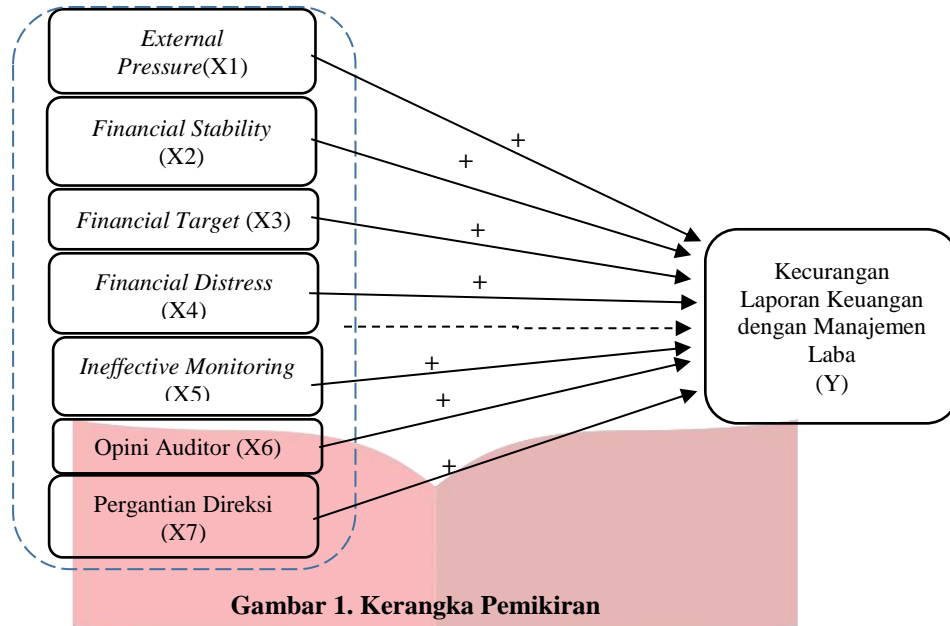 External
Pressure(X1)
Financial Stability
(X2)
Financial Target (X3)
Financial Distress
(X4)
Ineffective Monitoring
(X5)
Opini Auditor (X6)
Pergantian Direksi
(X7)
+
+
+
+
+
+
+
Kecurangan
Laporan Keuangan
dengan Manajemen
Laba
(Y)
Gambar 1. Kerangka Pemikiran